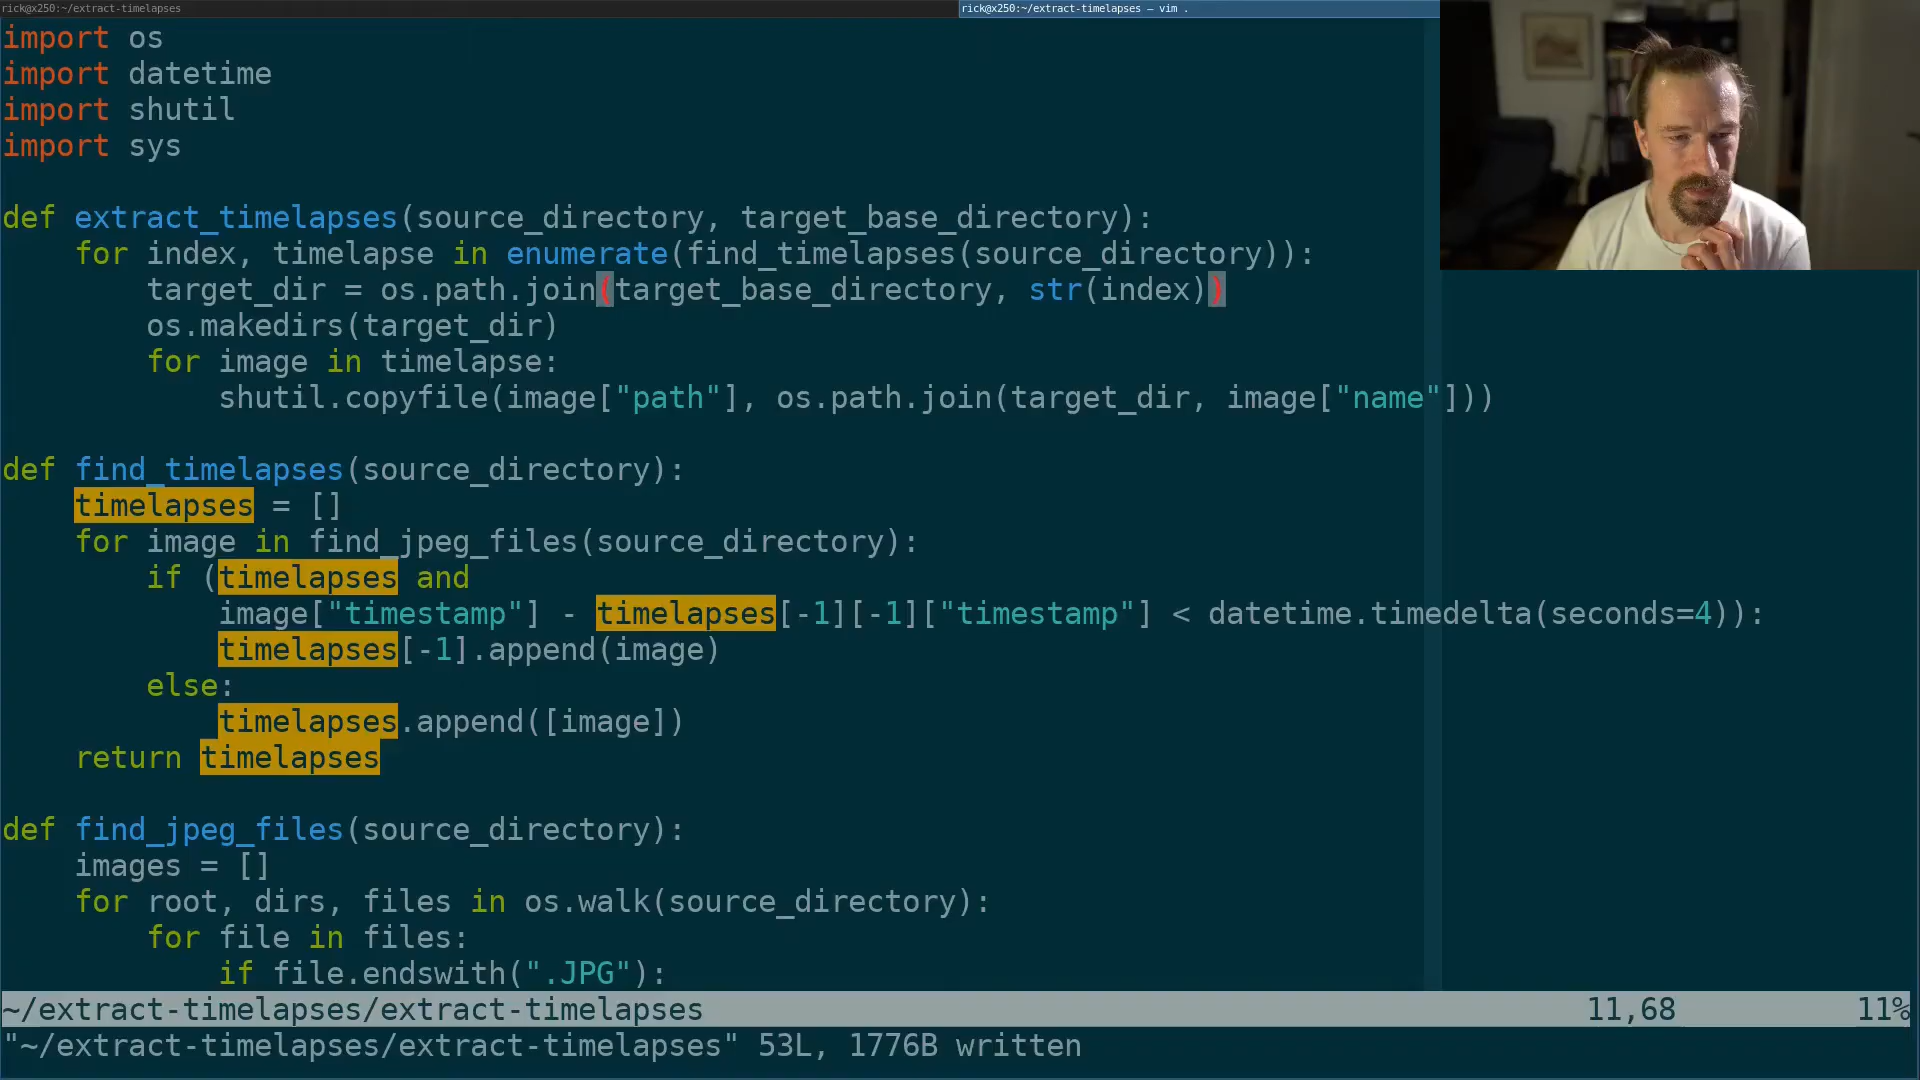 rick@x250:~/extract-timelapses
rick@x250:~/extract-timelapses — vim .
import os
import datetime
import shutil
import sys
def extract_timelapses(source_directory, target_base_directory):
    for index, timelapse in enumerate(find_timelapses(source_directory)):
        target_dir = os.path.join(target_base_directory, str(index))
        os.makedirs(target_dir)
        for image in timelapse:
            shutil.copyfile(image["path"], os.path.join(target_dir, image["name"]))
def find_timelapses(source_directory):
    timelapses = []
    for image in find_jpeg_files(source_directory):
        if (timelapses and
            image["timestamp"] - timelapses[-1][-1]["timestamp"] < datetime.timedelta(seconds=4)):
            timelapses[-1].append(image)
        else:
            timelapses.append([image])
    return timelapses
def find_jpeg_files(source_directory):
    images = []
    for root, dirs, files in os.walk(source_directory):
        for file in files:
            if file.endswith(".JPG"):
~/extract-timelapses/extract-timelapses 11,68 11%
"~/extract-timelapses/extract-timelapses" 53L, 1776B written